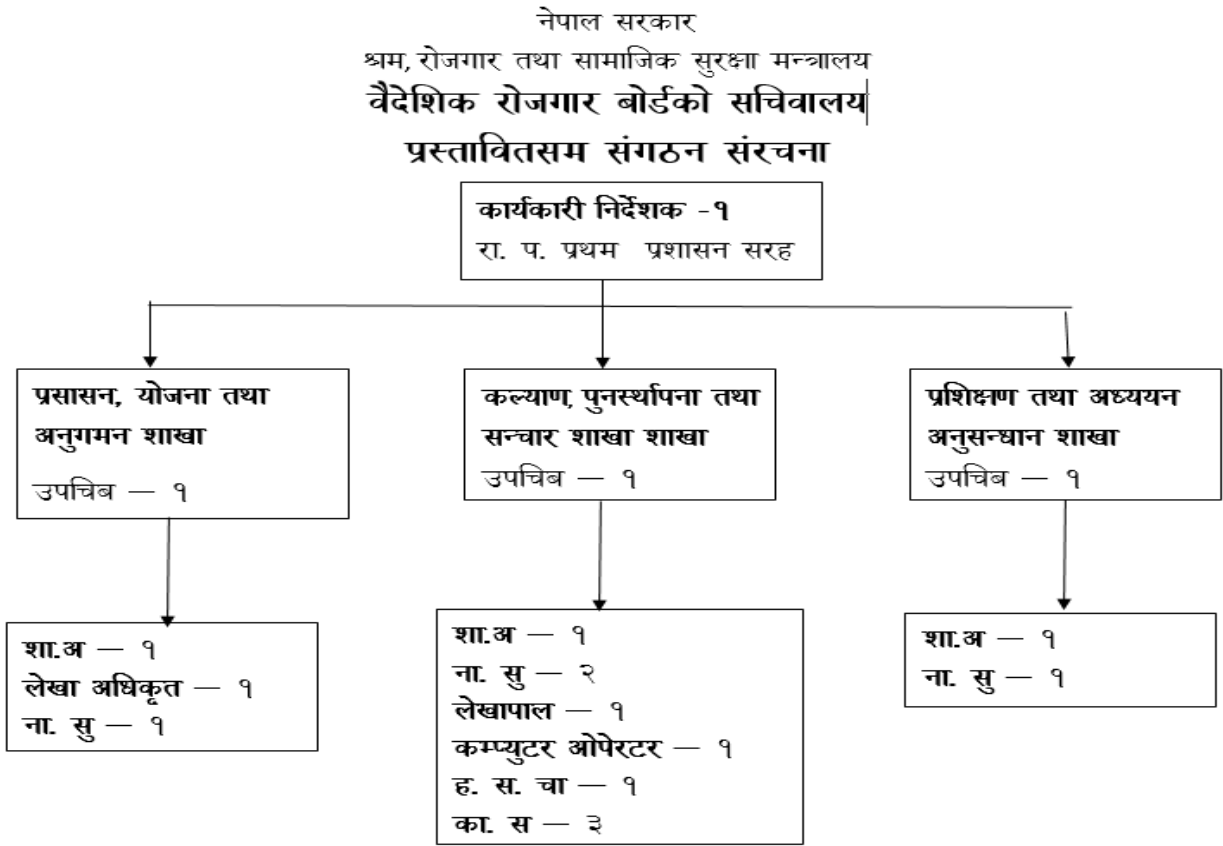 नेपाल सरकार
श्रम, रोजगार तथा सामाजिक सुरक्षा मन्त्रालय
वैदेशिक रोजगार बोर्डको सचिवालय
प्रस्तावितसम संगठन संरचना
कार्यकारी निर्देशक -१
रा. प. प्रथम प्रशासन सरह
प्रसासन, योजना तथा
अनुगमन शाखा
उपचिब — १
कल्याण, पुनर्स्थापना तथा
सन्चार शाखा शाखा
उपचिब — १
प्रशिक्षण तथा अध्ययन
अनुसन्धान शाखा
उपचिब — १
शा.अ — १
लेखा अधिकृत — १
ना. सु — १
शा.अ — १
ना. सु — २
लेखापाल — १
कम्प्युटर ओपेरटर — १
ह. स. चा — १
का. स — ३
शा.अ — १
ना. सु — १